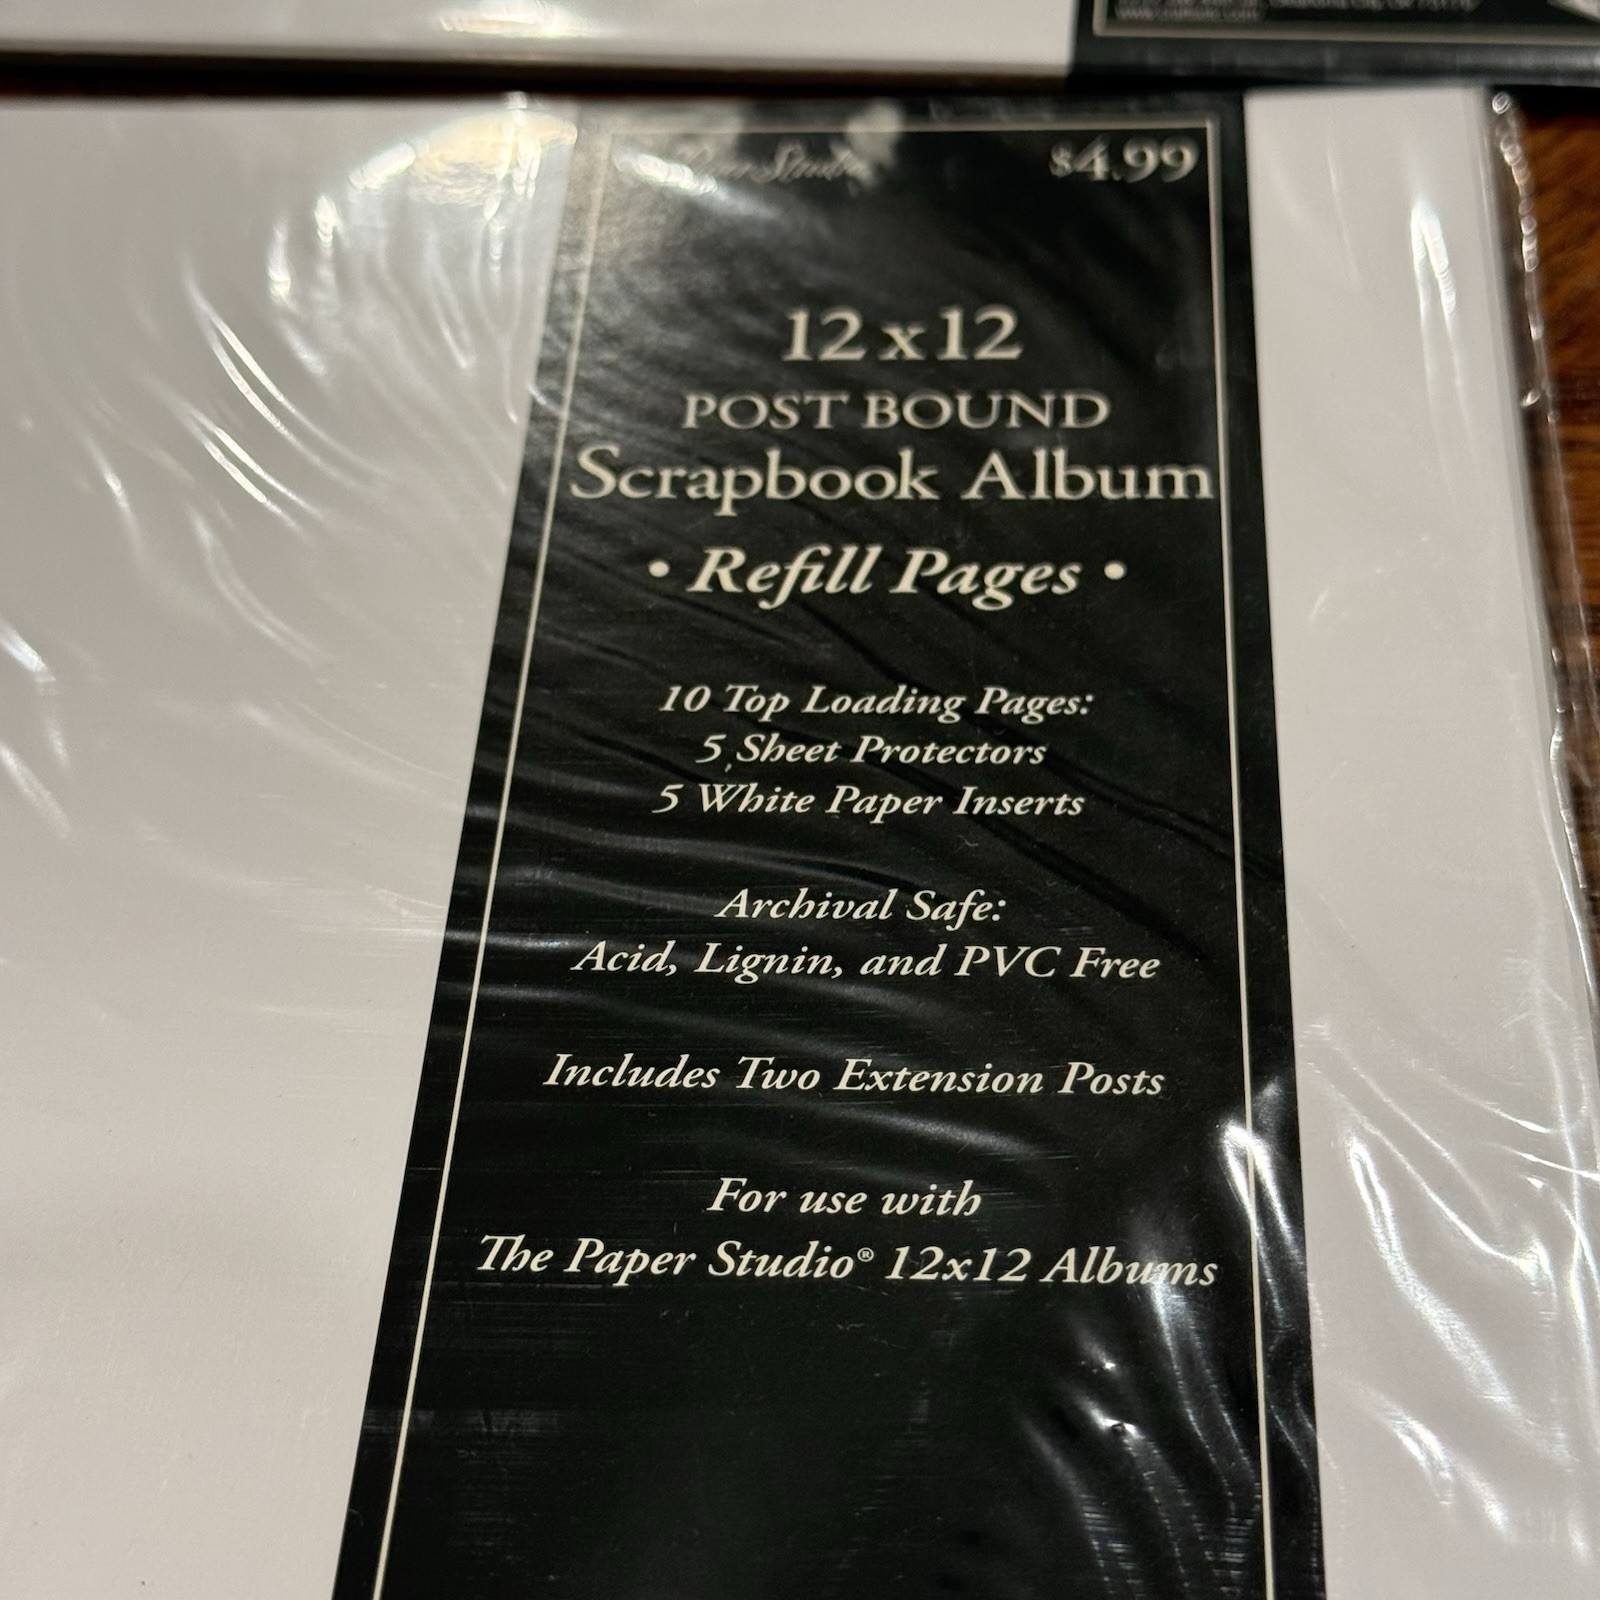 Studio
$4.99
12 x 12
POST BOUND
Scrapbook Album
• Refill Pages •
10 Top Loading Pages:
5 Sheet Protectors
5 White Paper Inserts
Archival Safe:
Acid, Lignin, and PVC Free
Includes Two Extension Posts
For use with
The Paper Studio® 12x12 Albums